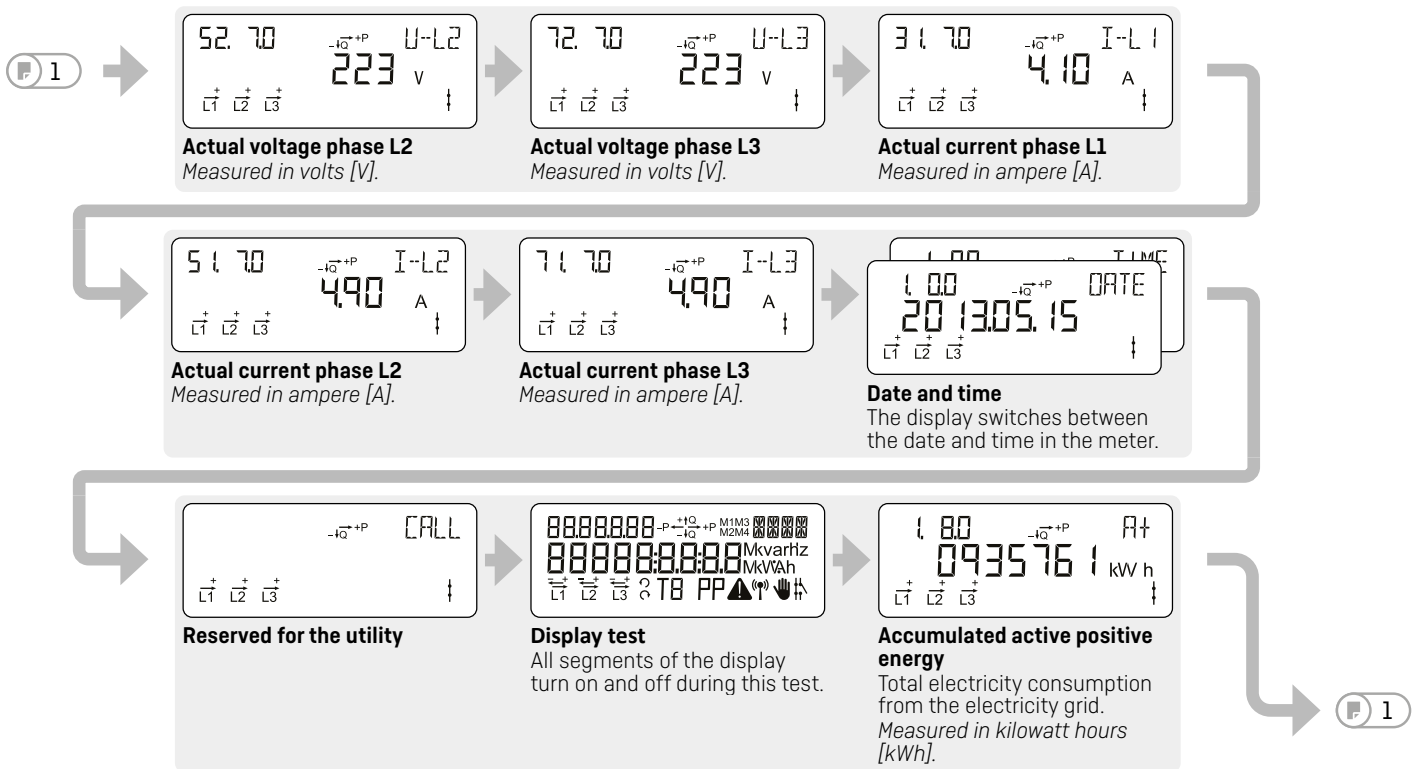 1
52. 7.0 -Q +P U-L2
223 V
L1 L2 L3
Actual voltage phase L2
Measured in volts [V].
72. 7.0 -Q +P U-L3
223 V
L1 L2 L3
Actual voltage phase L3
Measured in volts [V].
31. 7.0 -Q +P I-L1
4.10 A
L1 L2 L3
Actual current phase L1
Measured in ampere [A].
51. 7.0 -Q +P I-L2
4.90 A
L1 L2 L3
Actual current phase L2
Measured in ampere [A].
71. 7.0 -Q +P I-L3
4.90 A
L1 L2 L3
Actual current phase L3
Measured in ampere [A].
TIME
1. 0.0 -Q +P DATE
2013.05.15
L1 L2 L3
Date and time
The display switches between
the date and time in the meter.
-Q +P CALL
L1 L2 L3
Reserved for the utility
88.8.8.8.8 -P +Q -Q +P M1M3
M2M4
88888:8.8:8.8 MkvarHz
MkWAh
L1 L2 L3 T8 PP
Display test
All segments of the display
turn on and off during this test.
1. 8.0 -Q +P A+
0935761 kW h
L1 L2 L3
Accumulated active positive
energy
Total electricity consumption
from the electricity grid.
Measured in kilowatt hours
[kWh].
1